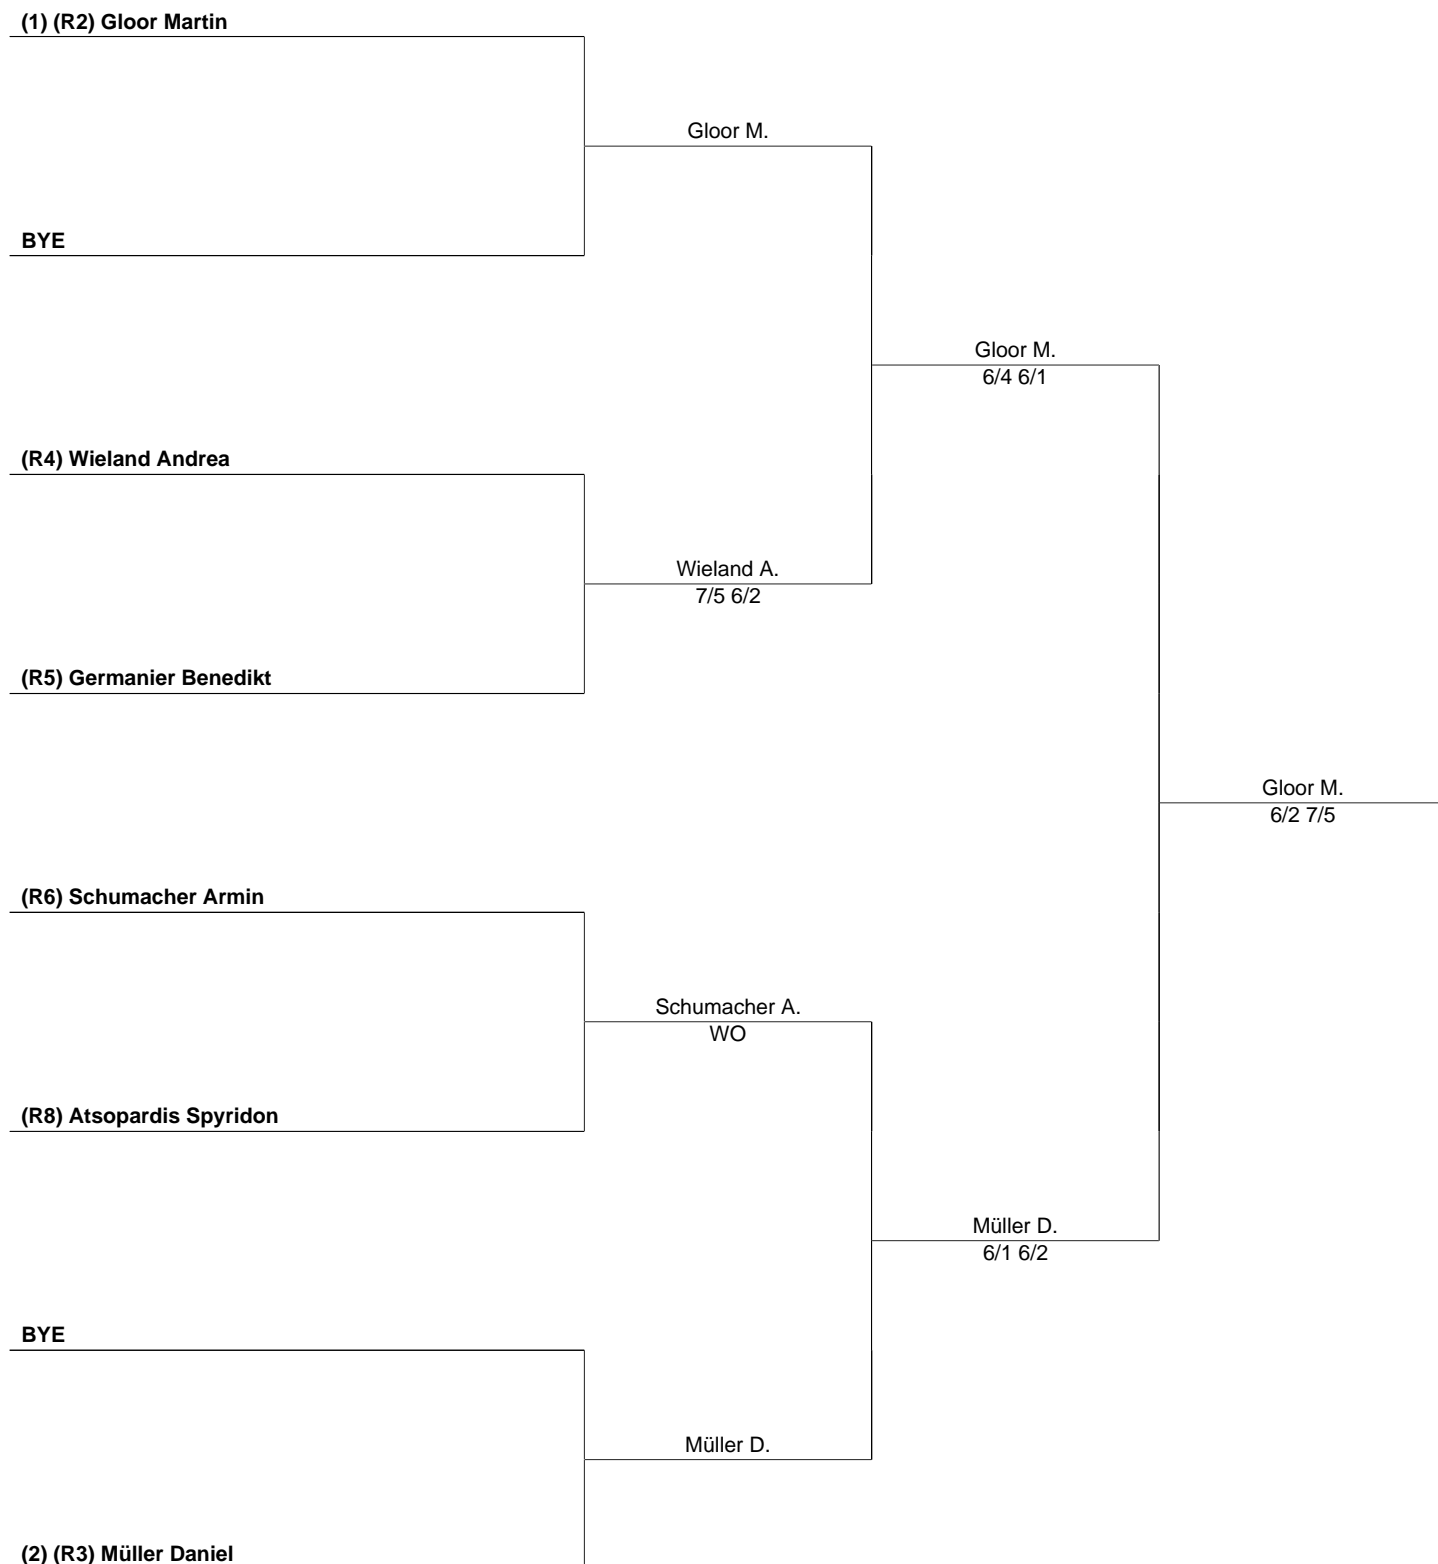 (1) (R2) Gloor Martin
Gloor M.
BYE
Gloor M.
6/4 6/1
(R4) Wieland Andrea
Wieland A.
7/5 6/2
(R5) Germanier Benedikt
Gloor M.
6/2 7/5
(R6) Schumacher Armin
Schumacher A.
WO
(R8) Atsopardis Spyridon
Müller D.
6/1 6/2
BYE
Müller D.
(2) (R3) Müller Daniel